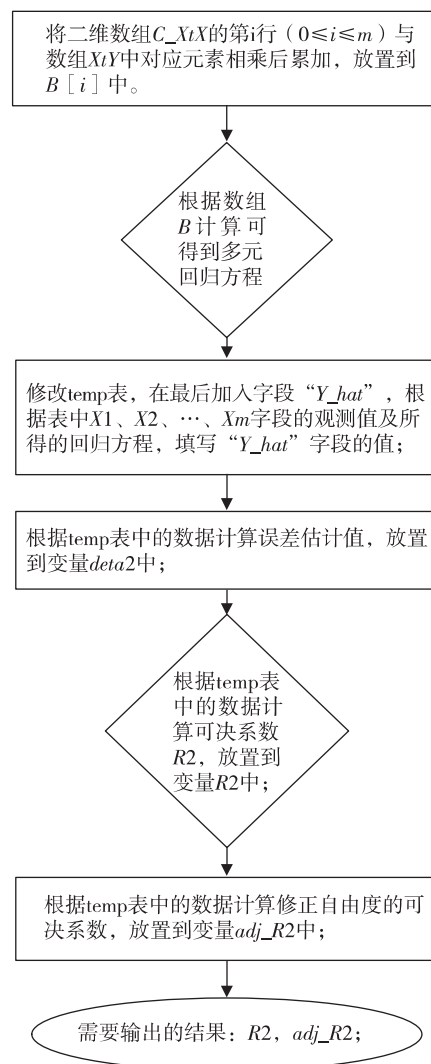 将二维数组C_XtX的第i行（0≤i≤m）与
数组XtY中对应元素相乘后累加，放置到
B［i］中。
根据数组
B计算可
得到多元
回归方程
修改temp表，在最后加入字段“Y_hat”，根
据表中X1、X2、…、Xm字段的观测值及所
得的回归方程，填写“Y_hat”字段的值；
根据temp表中的数据计算误差估计值，放置
到变量deta2中；
根据temp表
中的数据计
算可决系数
R2，放置到
变量R2中；
根据temp表中的数据计算修正自由度的可
决系数，放置到变量adj_R2中；
需要输出的结果：R2，adj_R2；